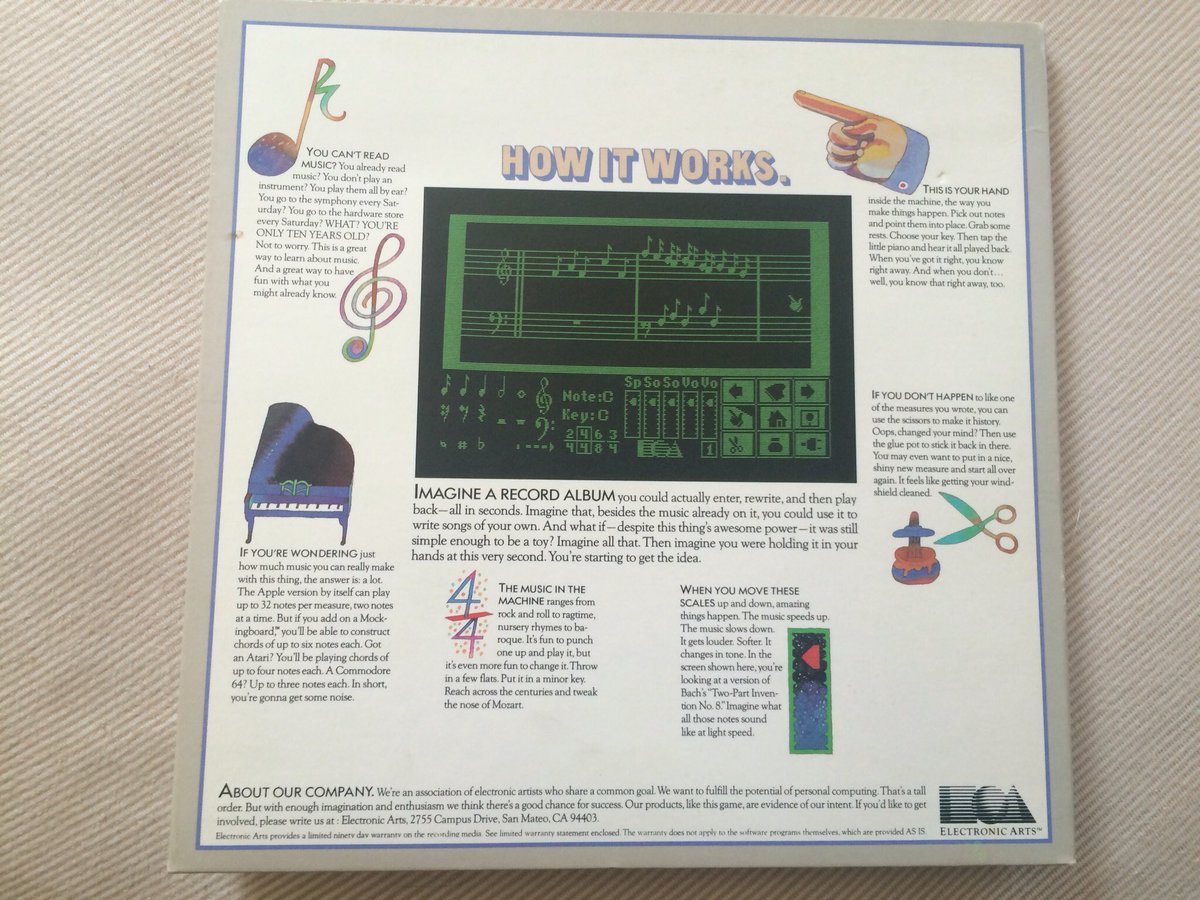 HOW IT WORKS.
YOU CAN'T READ
MUSIC? You already read
music? You don't play an
instrument? You play them all by ear?
You go to the symphony every Sat-
urday? You go to the hardware store
every Saturday? WHAT? YOU'RE
ONLY TEN YEARS OLD?
Not to worry. This is a great
way to learn about music.
And a great way to have
fun with what you
might already know.
THIS IS YOUR HAND
inside the machine, the way you
make things happen. Pick out notes
and point them into place. Grab some
rests. Choose your key. Then tap the
little piano and hear it all played back.
When you've got it right, you know
right away. And when you don't...
well, you know that right away, too.
Sp So So Vo Vo
Note:C
Key:C
2 4 6 3
4 4 8 4
EOA
1
IF YOU DON'T HAPPEN to like one
of the measures you wrote, you can
use the scissors to make it history.
Oops, changed your mind? Then use
the glue pot to stick it back in there.
You may even want to put in a nice,
shiny new measure and start all over
again. It feels like getting your wind-
shield cleaned.
IMAGINE A RECORD ALBUM you could actually enter, rewrite, and then play
back—all in seconds. Imagine that, besides the music already on it, you could use it to
write songs of your own. And what if—despite this thing's awesome power—it was still
simple enough to be a toy? Imagine all that. Then imagine you were holding it in your
hands at this very second. You're starting to get the idea.
IF YOU'RE WONDERING just
how much music you can really make
with this thing, the answer is: a lot.
The Apple version by itself can play
up to 32 notes per measure, two notes
at a time. But if you add on a Mock-
ingboard,™ you'll be able to construct
chords of up to six notes each. Got
an Atari? You'll be playing chords of
up to four notes each. A Commodore
64? Up to three notes each. In short,
you're gonna get some noise.
4
4
THE MUSIC IN THE
MACHINE ranges from
rock and roll to ragtime,
nursery rhymes to ba-
roque. It's fun to punch
one up and play it, but
it's even more fun to change it. Throw
in a few flats. Put it in a minor key.
Reach across the centuries and tweak
the nose of Mozart.
WHEN YOU MOVE THESE
SCALES up and down, amazing
things happen. The music speeds up.
The music slows down.
It gets louder. Softer. It
changes in tone. In the
screen shown here, you're
looking at a version of
Bach's "Two-Part Inven-
tion No. 8." Imagine what
all those notes sound
like at light speed.
ABOUT OUR COMPANY. We're an association of electronic artists who share a common goal. We want to fulfill the potential of personal computing. That's a tall
order. But with enough imagination and enthusiasm we think there's a good chance for success. Our products, like this game, are evidence of our intent. If you'd like to get
involved, please write us at : Electronic Arts, 2755 Campus Drive, San Mateo, CA 94403.
Electronic Arts provides a limited ninety day warranty on the recording media. See limited warranty statement enclosed. The warranty does not apply to the software programs themselves, which are provided AS IS.
EOA
ELECTRONIC ARTS™